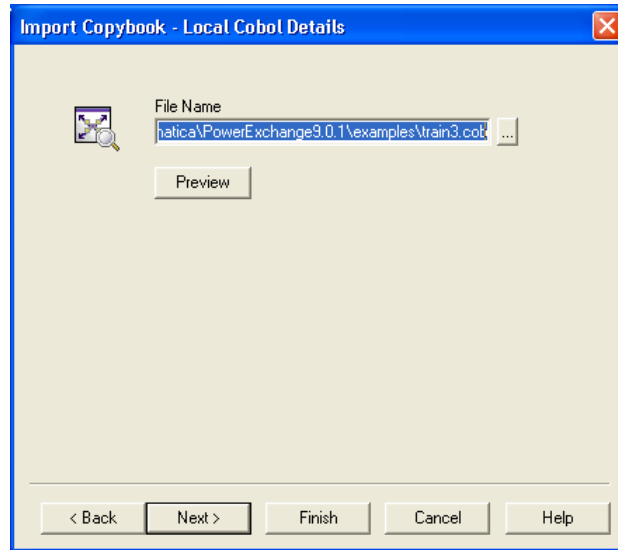 Import Copybook - Local Cobol Details
File Name
natica\PowerExchange9.0.1\examples\train3.cob
...
Preview
< Back Next > Finish Cancel Help